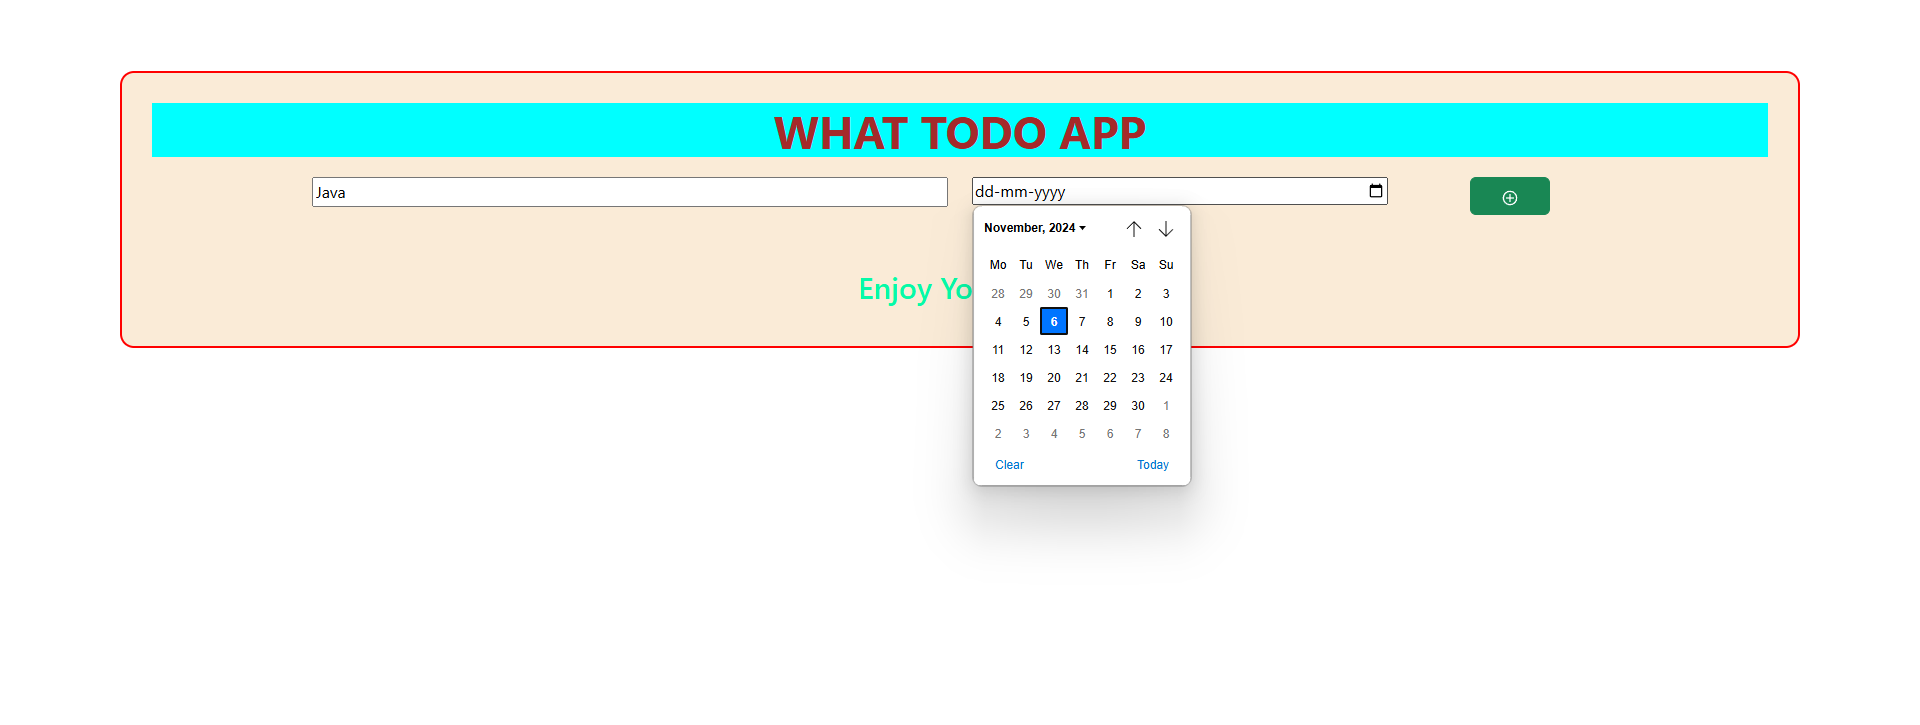 WHAT TODO APP
Java
dd-mm-yyyy
November, 2024
Mo Tu We Th Fr Sa Su
28 29 30 31 1 2 3
Enjoy Yo
4 5 6 7 8 9 10
11 12 13 14 15 16 17
18 19 20 21 22 23 24
25 26 27 28 29 30 1
2 3 4 5 6 7 8
Clear Today